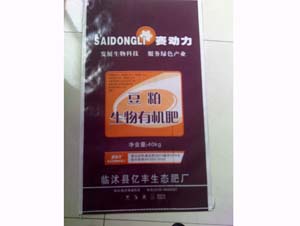 SAIDONGLI 赛动力
发展生物科技 服务绿色产业
豆粕
生物有机肥
净含量:40kg
临沭县亿丰生态肥厂